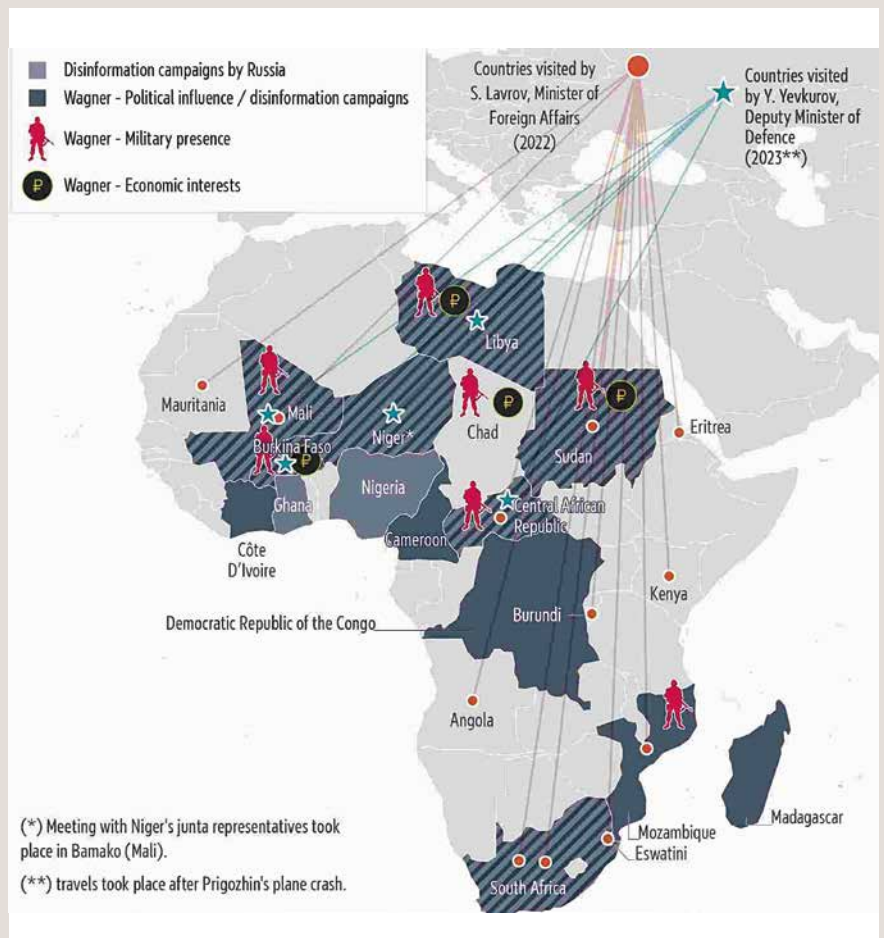 Disinformation campaigns by Russia
Wagner - Political influence / disinformation campaigns
Wagner - Military presence
₽ Wagner - Economic interests
Countries visited by
S. Lavrov, Minister of
Foreign Affairs
(2022)
Countries visited
by Y. Yevkurov,
Deputy Minister of
Defence
(2023**)
₽
Libya
Mauritania
Mali
Niger*
Chad
₽
₽
Sudan
Eritrea
Burkina Faso
₽
Ghana
Nigeria
Central African
Republic
Cameroon
Côte
D'Ivoire
Kenya
Democratic Republic of the Congo
Burundi
Angola
Madagascar
Mozambique
Eswatini
South Africa
(*) Meeting with Niger's junta representatives took
place in Bamako (Mali).
(**) travels took place after Prigozhin's plane crash.